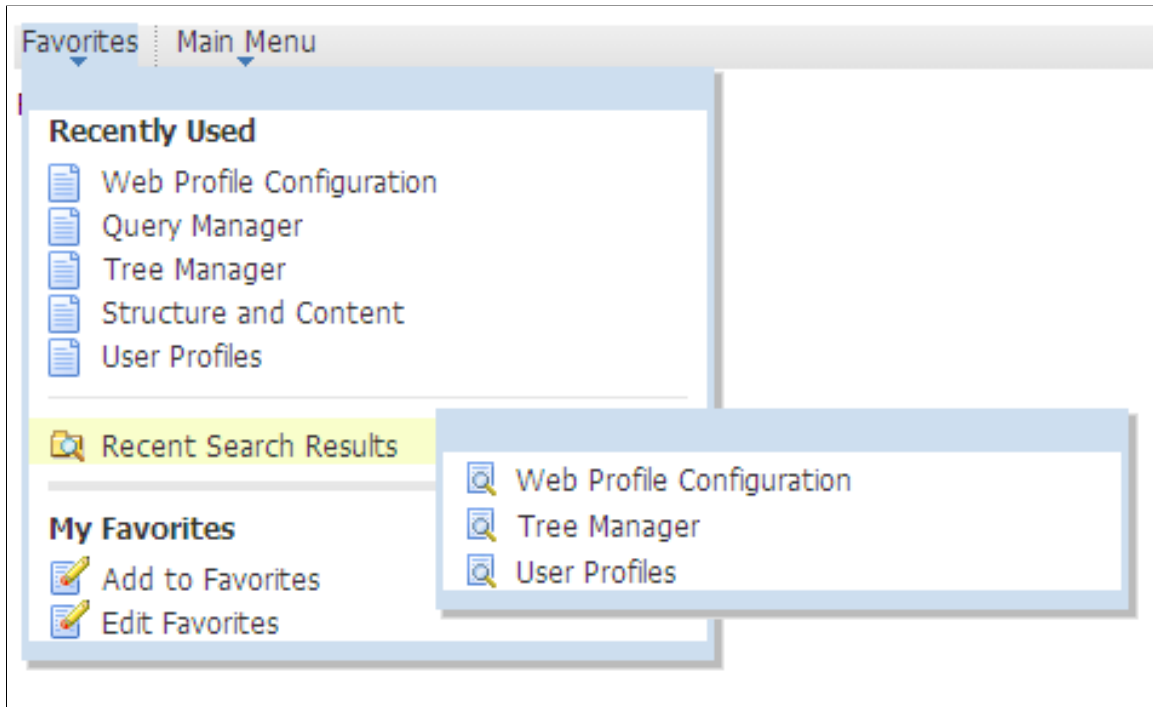 Favorites Main Menu
Recently Used
Web Profile Configuration
Query Manager
Tree Manager
Structure and Content
User Profiles
Recent Search Results
Web Profile Configuration
Tree Manager
User Profiles
My Favorites
Add to Favorites
Edit Favorites